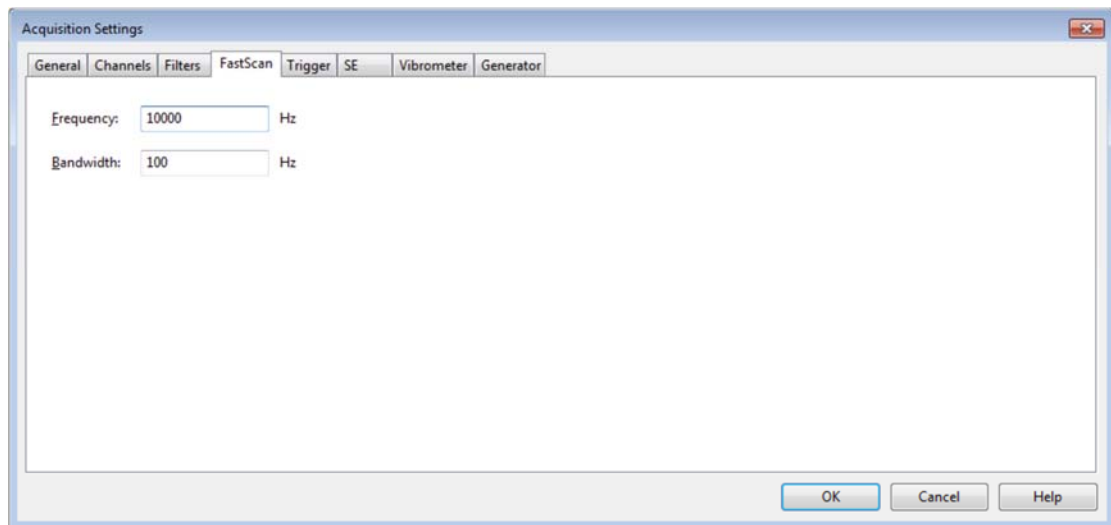 Acquisition Settings
General Channels Filters FastScan Trigger SE Vibrometer Generator
Frequency: 10000 Hz
Bandwidth: 100 Hz
OK Cancel Help